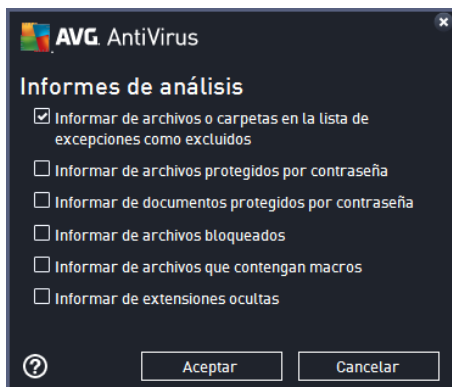 AVG. AntiVirus
Informes de análisis
Informar de archivos o carpetas en la lista de
excepciones como excluidos
Informar de archivos protegidos por contraseña
Informar de documentos protegidos por contraseña
Informar de archivos bloqueados
Informar de archivos que contengan macros
Informar de extensiones ocultas
? Aceptar Cancelar